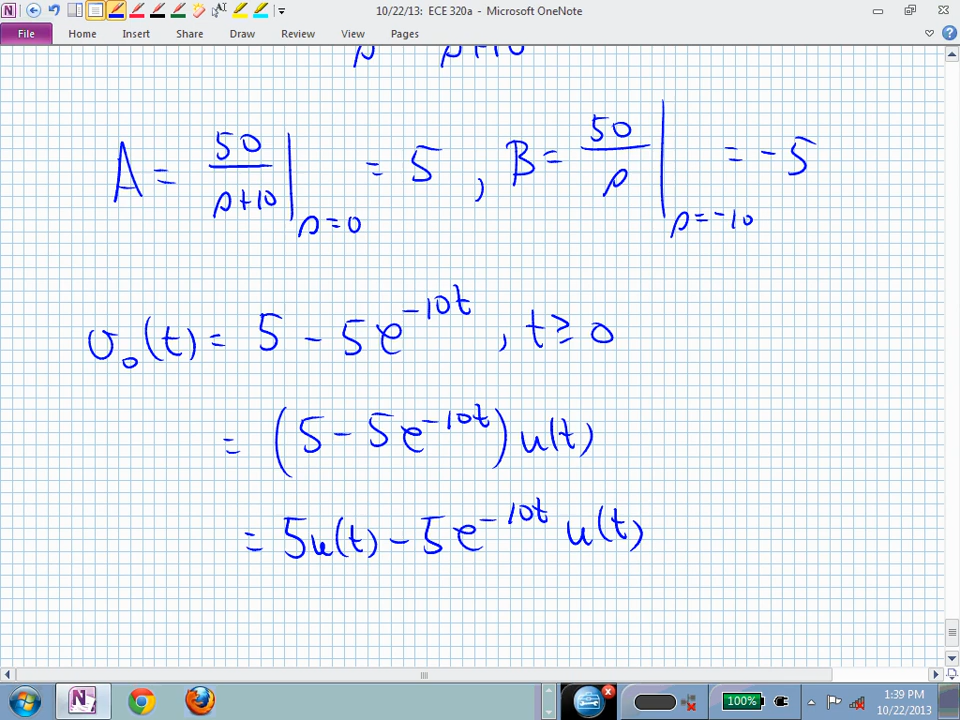 10/22/13: ECE 320a - Microsoft OneNote
File Home Insert Share Draw Review View Pages
A = 50/(s+10) |s=0 = 5 , B = 50/s |s=-10 = -5
v₀(t) = 5 - 5e^-10t , t ≥ 0
= (5 - 5e^-10t) u(t)
= 5u(t) - 5e^-10t u(t)
100%
1:39 PM
10/22/2013